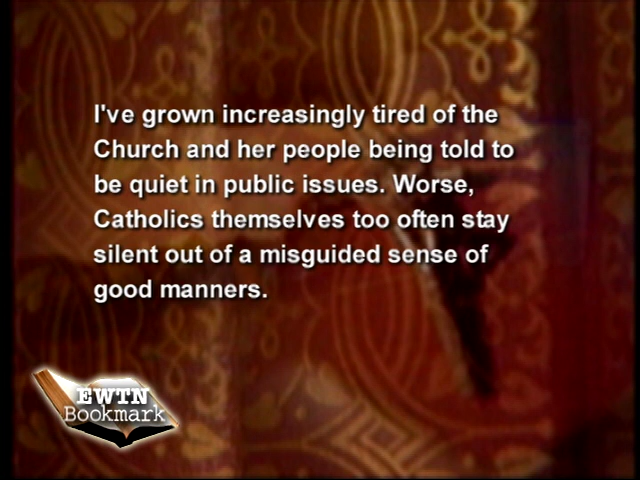 I've grown increasingly tired of the
Church and her people being told to
be quiet in public issues. Worse,
Catholics themselves too often stay
silent out of a misguided sense of
good manners.
EWTN
Bookmark